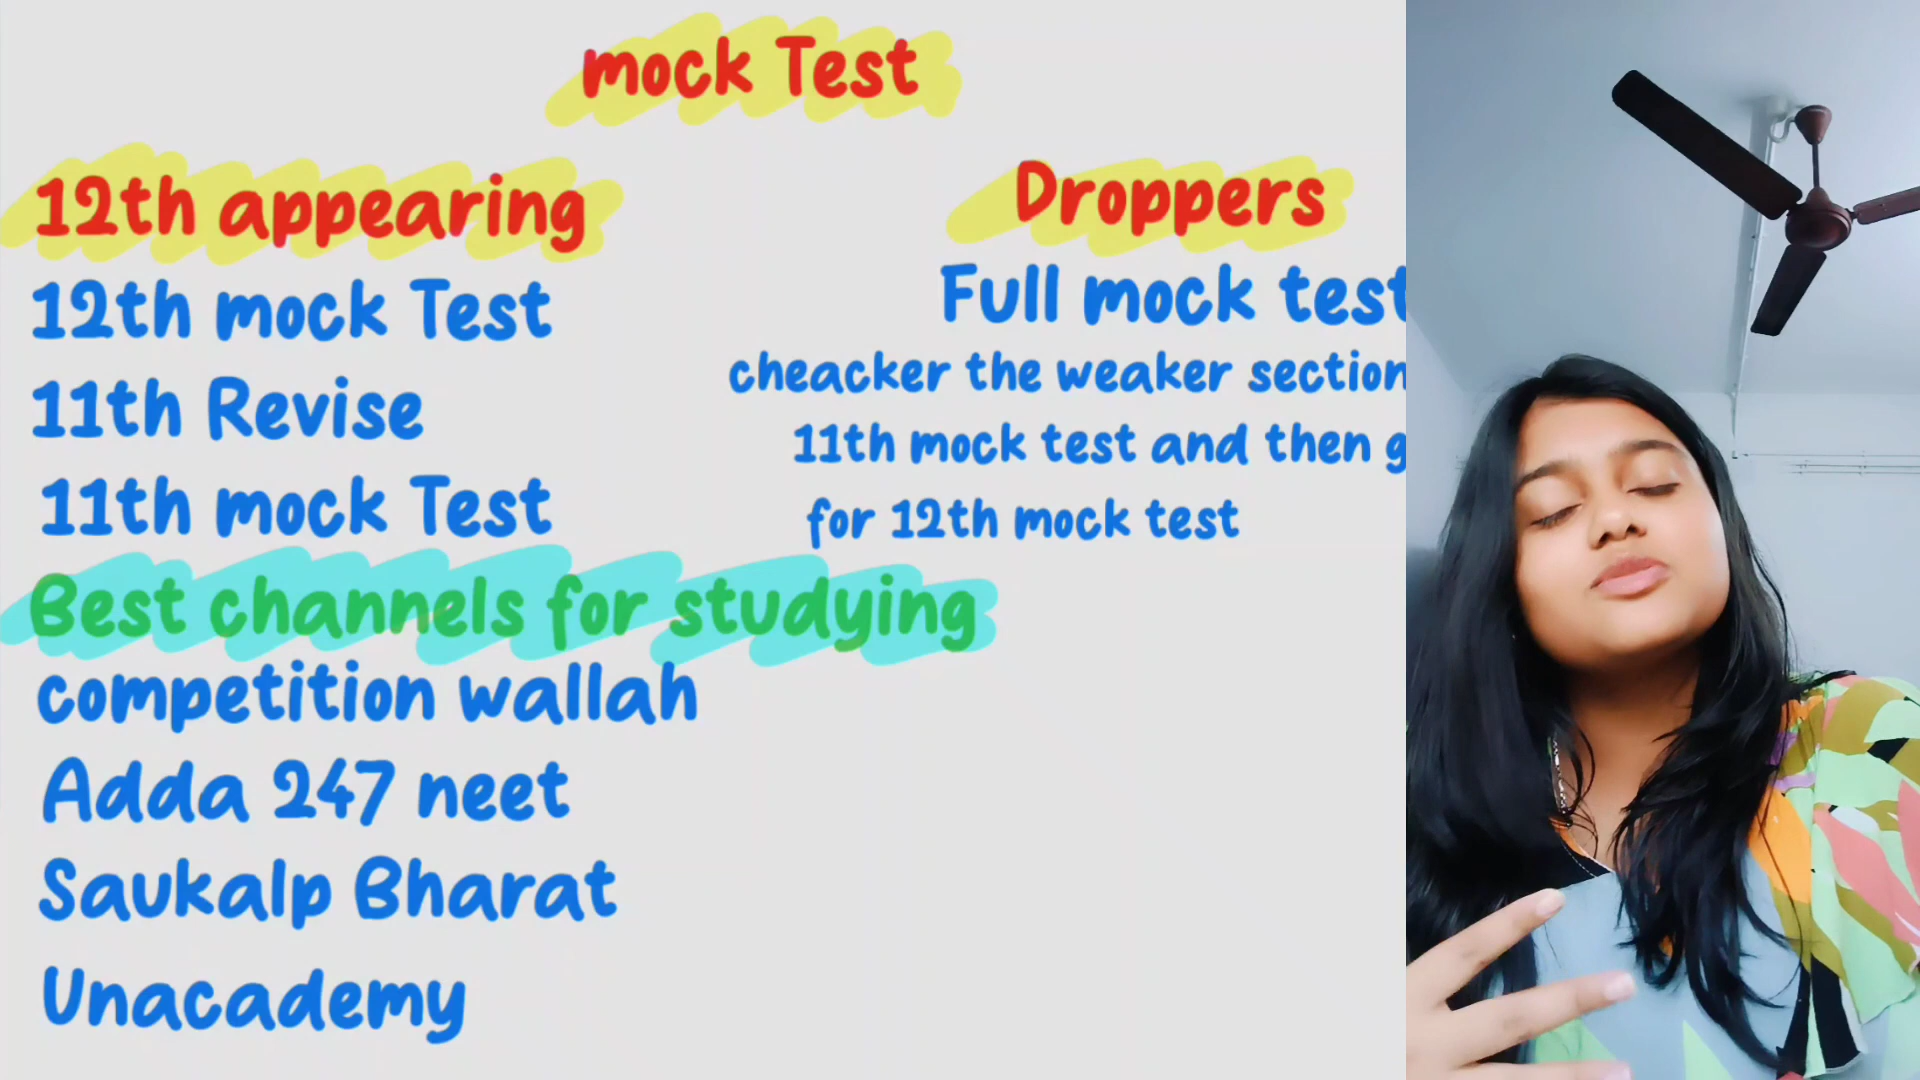 mock Test
12th appearing
12th mock Test
11th Revise
11th mock Test
Droppers
Full mock test
cheacker the weaker section
11th mock test and then g
for 12th mock test
Best channels for studying
competition wallah
Adda 247 neet
Saukalp Bharat
Unacademy